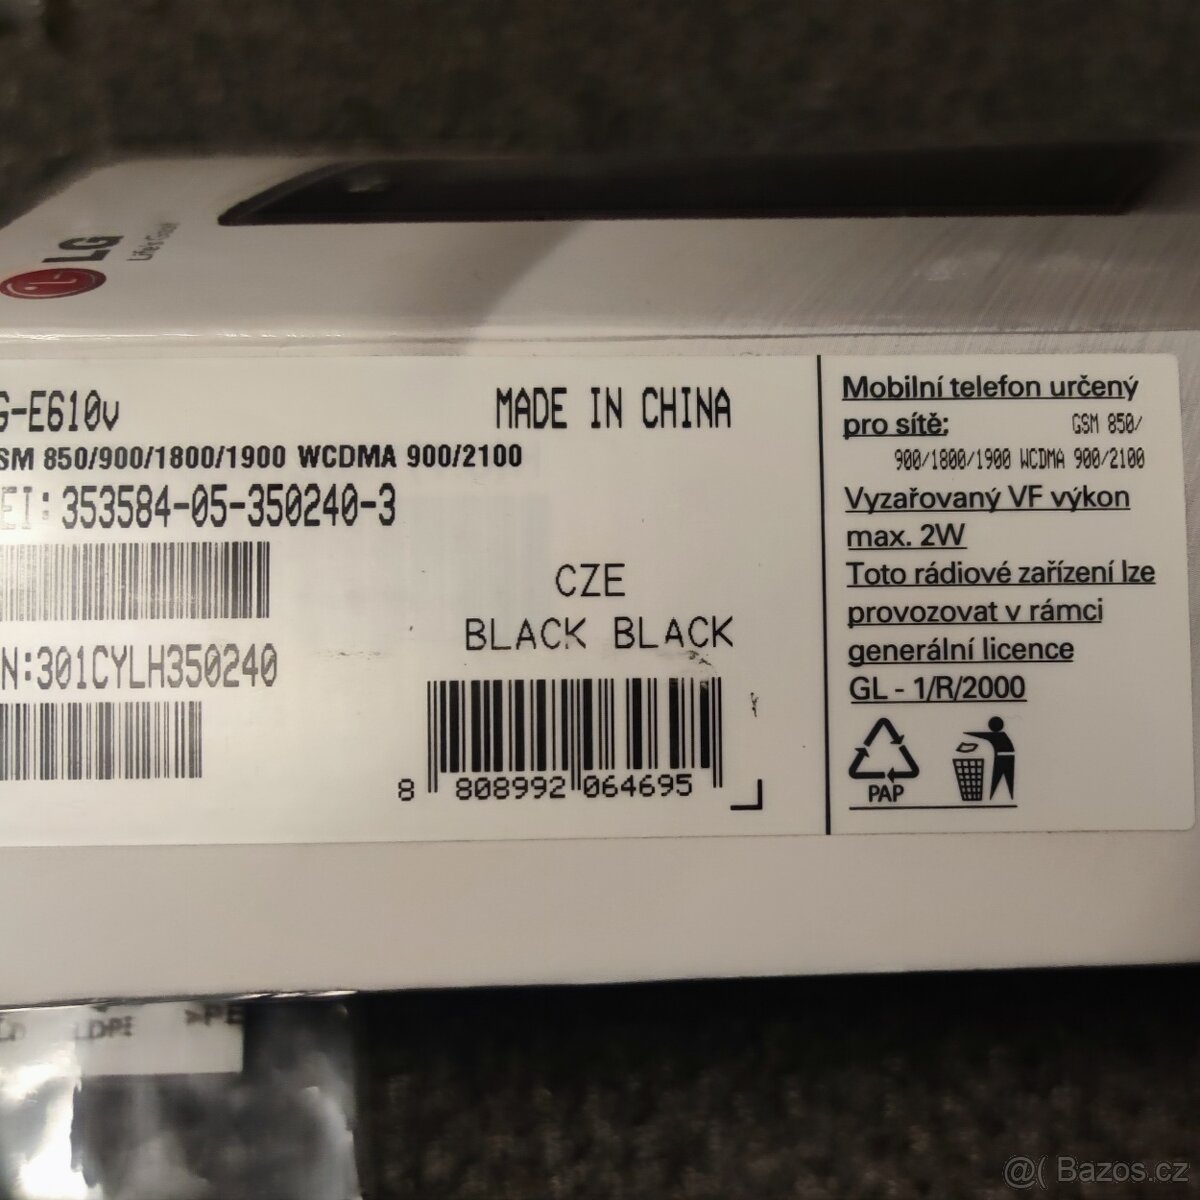 LG
Life's Good
G-E610v
MADE IN CHINA
SM 850/900/1800/1900 WCDMA 900/2100
EI: 353584-05-350240-3
N:301CYLH350240
CZE
BLACK BLACK
8 808992 064695
Mobilní telefon určený
pro sítě: GSM 850/
900/1800/1900 WCDMA 900/2100
Vyzařovaný VF výkon
max. 2W
Toto rádiové zařízení lze
provozovat v rámci
generální licence
GL - 1/R/2000
PAP
>PE
@( Bazos.cz